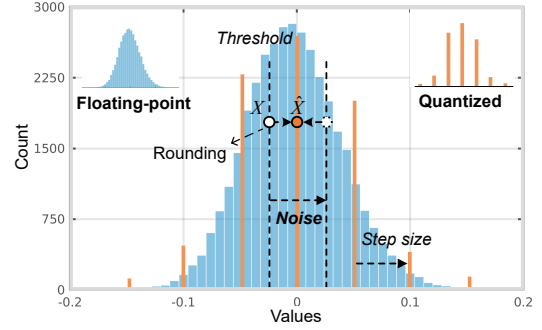 3000
2250
1500
750
0
Count
Threshold
Floating-point
Quantized
X
X̂
Rounding
Noise
Step size
-0.2
-0.1
0
0.1
0.2
Values